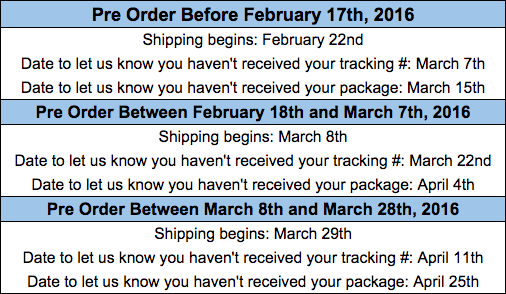 Pre Order Before February 17th, 2016
Shipping begins: February 22nd
Date to let us know you haven't received your tracking #: March 7th
Date to let us know you haven't received your package: March 15th
Pre Order Between February 18th and March 7th, 2016
Shipping begins: March 8th
Date to let us know you haven't received your tracking #: March 22nd
Date to let us know you haven't received your package: April 4th
Pre Order Between March 8th and March 28th, 2016
Shipping begins: March 29th
Date to let us know you haven't received your tracking #: April 11th
Date to let us know you haven't received your package: April 25th